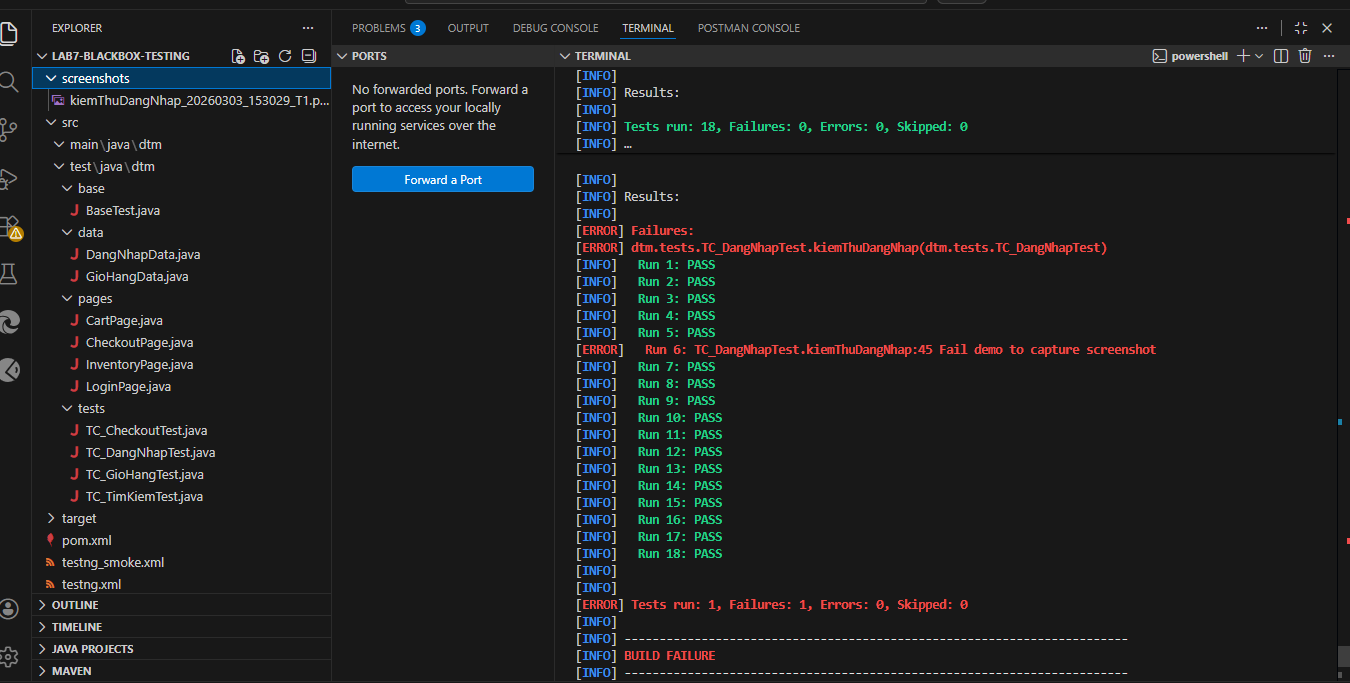 EXPLORER
LAB7-BLACKBOX-TESTING
screenshots
kiemThuDangNhap_20260303_153029_T1.p...
src
main\java\dtm
test\java\dtm
base
BaseTest.java
data
DangNhapData.java
GioHangData.java
pages
CartPage.java
CheckoutPage.java
InventoryPage.java
LoginPage.java
tests
TC_CheckoutTest.java
TC_DangNhapTest.java
TC_GioHangTest.java
TC_TimKiemTest.java
target
pom.xml
testng_smoke.xml
testng.xml
OUTLINE
TIMELINE
JAVA PROJECTS
MAVEN
PROBLEMS 3 OUTPUT DEBUG CONSOLE TERMINAL POSTMAN CONSOLE
PORTS
No forwarded ports. Forward a
port to access your locally
running services over the
internet.
Forward a Port
TERMINAL powershell
[INFO]
[INFO] Results:
[INFO]
[INFO] Tests run: 18, Failures: 0, Errors: 0, Skipped: 0
[INFO] …
[INFO]
[INFO] Results:
[INFO]
[ERROR] Failures:
[ERROR] dtm.tests.TC_DangNhapTest.kiemThuDangNhap(dtm.tests.TC_DangNhapTest)
[INFO] Run 1: PASS
[INFO] Run 2: PASS
[INFO] Run 3: PASS
[INFO] Run 4: PASS
[INFO] Run 5: PASS
[ERROR] Run 6: TC_DangNhapTest.kiemThuDangNhap:45 Fail demo to capture screenshot
[INFO] Run 7: PASS
[INFO] Run 8: PASS
[INFO] Run 9: PASS
[INFO] Run 10: PASS
[INFO] Run 11: PASS
[INFO] Run 12: PASS
[INFO] Run 13: PASS
[INFO] Run 14: PASS
[INFO] Run 15: PASS
[INFO] Run 16: PASS
[INFO] Run 17: PASS
[INFO] Run 18: PASS
[INFO]
[INFO]
[ERROR] Tests run: 1, Failures: 1, Errors: 0, Skipped: 0
[INFO]
[INFO] ------------------------------------------------------------------------
[INFO] BUILD FAILURE
[INFO] ------------------------------------------------------------------------